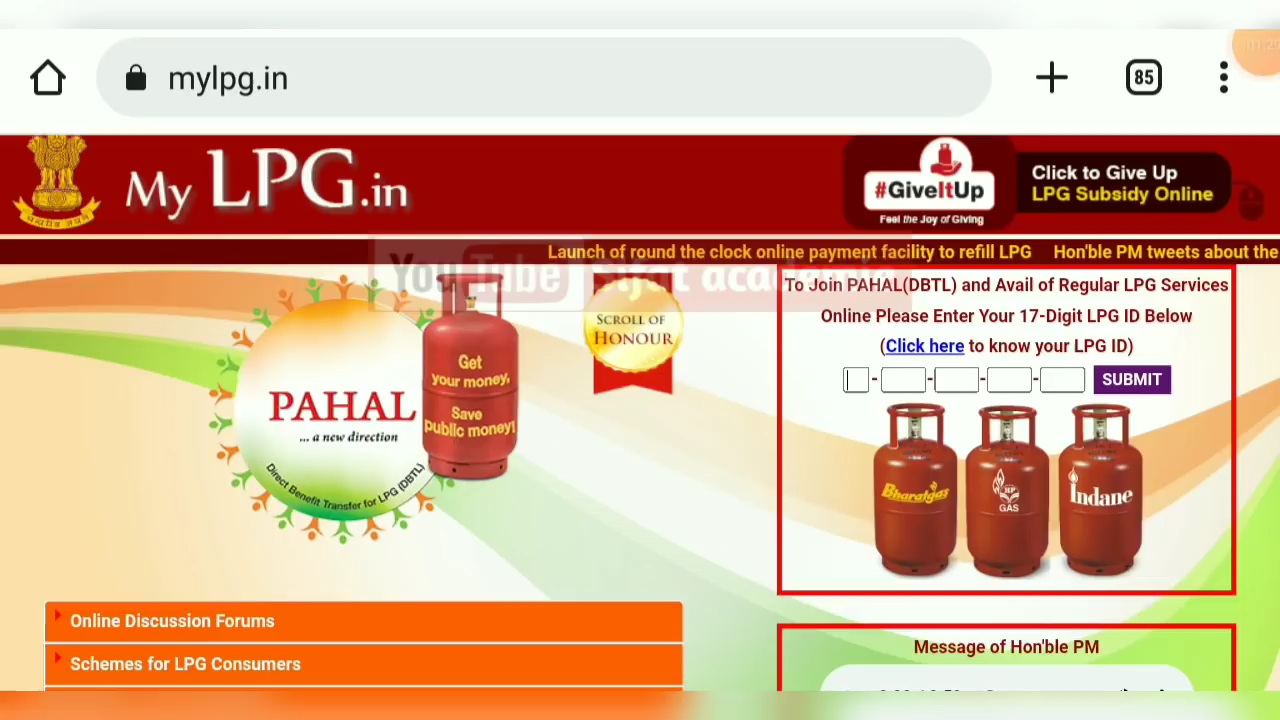 01:29
mylpg.in
85
My LPG.in
#GiveItUp
Feel the Joy of Giving
Click to Give Up
LPG Subsidy Online
Launch of round the clock online payment facility to refill LPG Hon'ble PM tweets about the
YouTube Sifat academia
To Join PAHAL(DBTL) and Avail of Regular LPG Services
Online Please Enter Your 17-Digit LPG ID Below
(Click here to know your LPG ID)
- - - - SUBMIT
PAHAL
... a new direction
Direct Benefit Transfer for LPG (DBTL)
Get
your money,
Save
public money!
SCROLL OF
HONOUR
Bharatgas
HP
GAS
Indane
Online Discussion Forums
Schemes for LPG Consumers
Message of Hon'ble PM